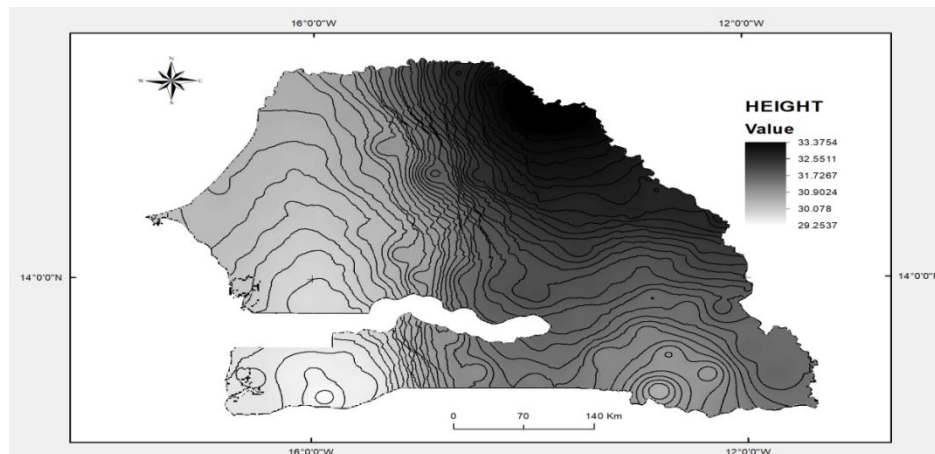 16°0'0"W
12°0'0"W
N
W
E
S
HEIGHT
Value
33.3754
32.5511
31.7267
30.9024
30.078
29.2537
14°0'0"N
14°0'0"N
0
70
140 Km
16°0'0"W
12°0'0"W